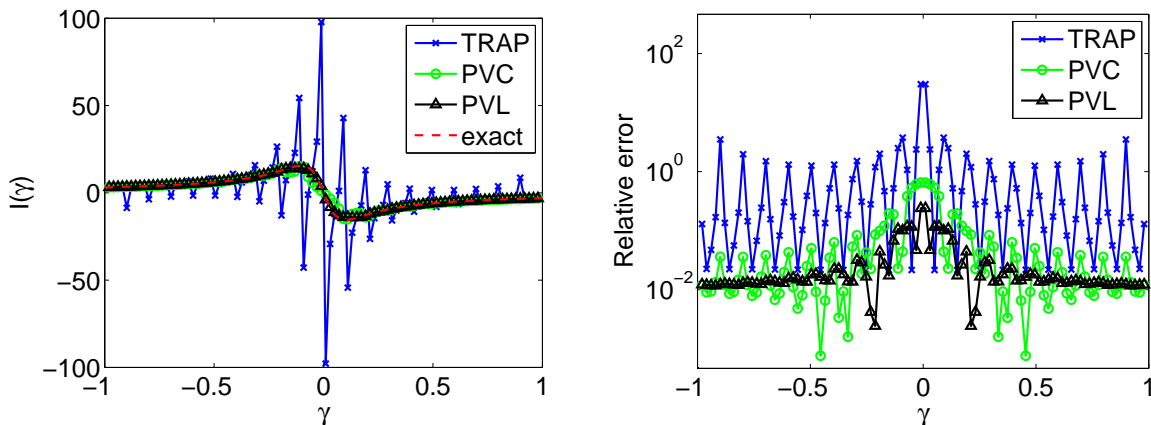 100
50
0
−50
−100
−1
−0.5
0
0.5
1
I(γ)
γ
TRAP
PVC
PVL
exact
10²
10⁰
10⁻²
−1
−0.5
0
0.5
1
Relative error
γ
TRAP
PVC
PVL